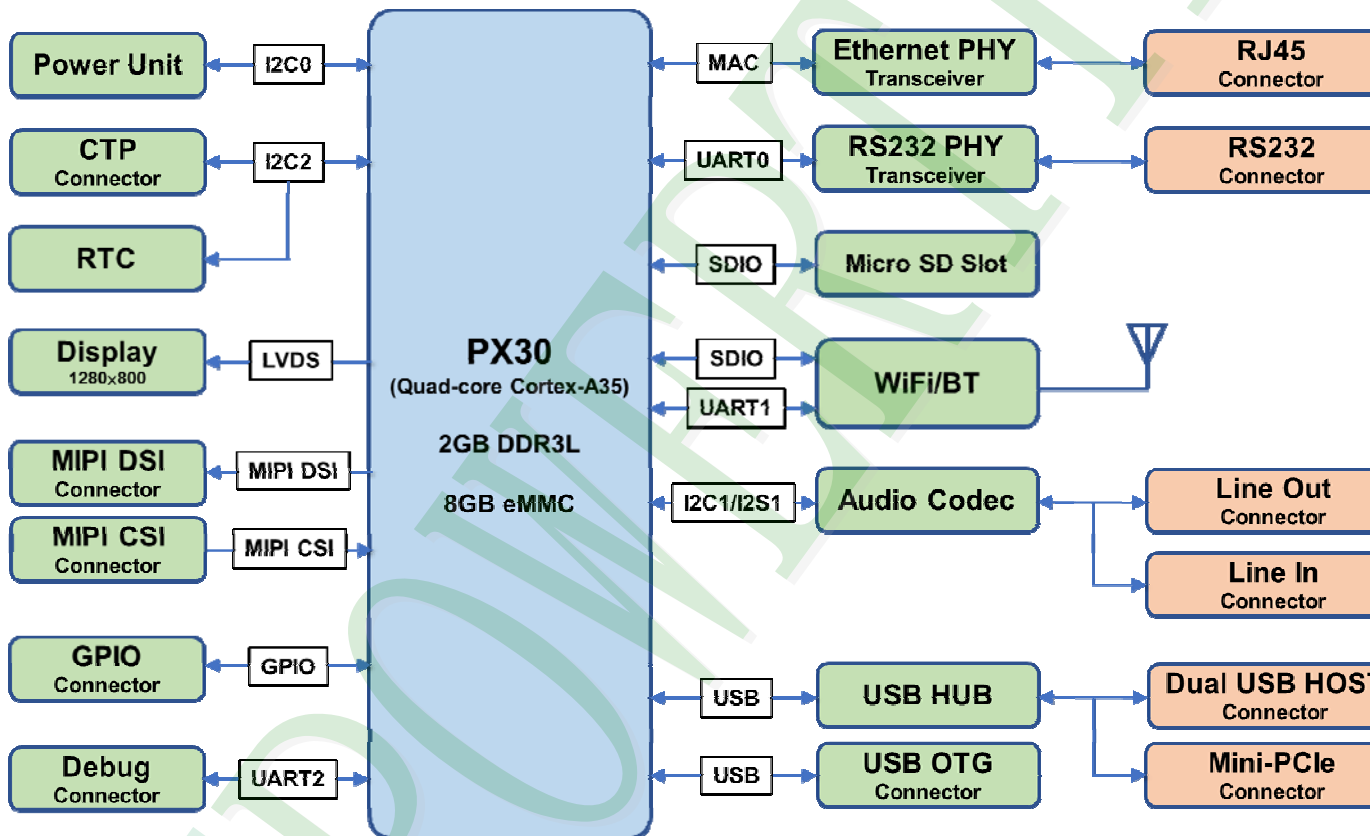 Power Unit
I2C0
CTP
Connector
I2C2
RTC
Display
1280x800
LVDS
MIPI DSI
Connector
MIPI DSI
MIPI CSI
Connector
MIPI CSI
GPIO
Connector
GPIO
Debug
Connector
UART2
PX30
(Quad-core Cortex-A35)
2GB DDR3L
8GB eMMC
MAC
Ethernet PHY
Transceiver
RJ45
Connector
UART0
RS232 PHY
Transceiver
RS232
Connector
SDIO
Micro SD Slot
SDIO
UART1
WiFi/BT
I2C1/I2S1
Audio Codec
Line Out
Connector
Line In
Connector
USB
USB HUB
Dual USB HOST
Connector
USB
USB OTG
Connector
Mini-PCIe
Connector